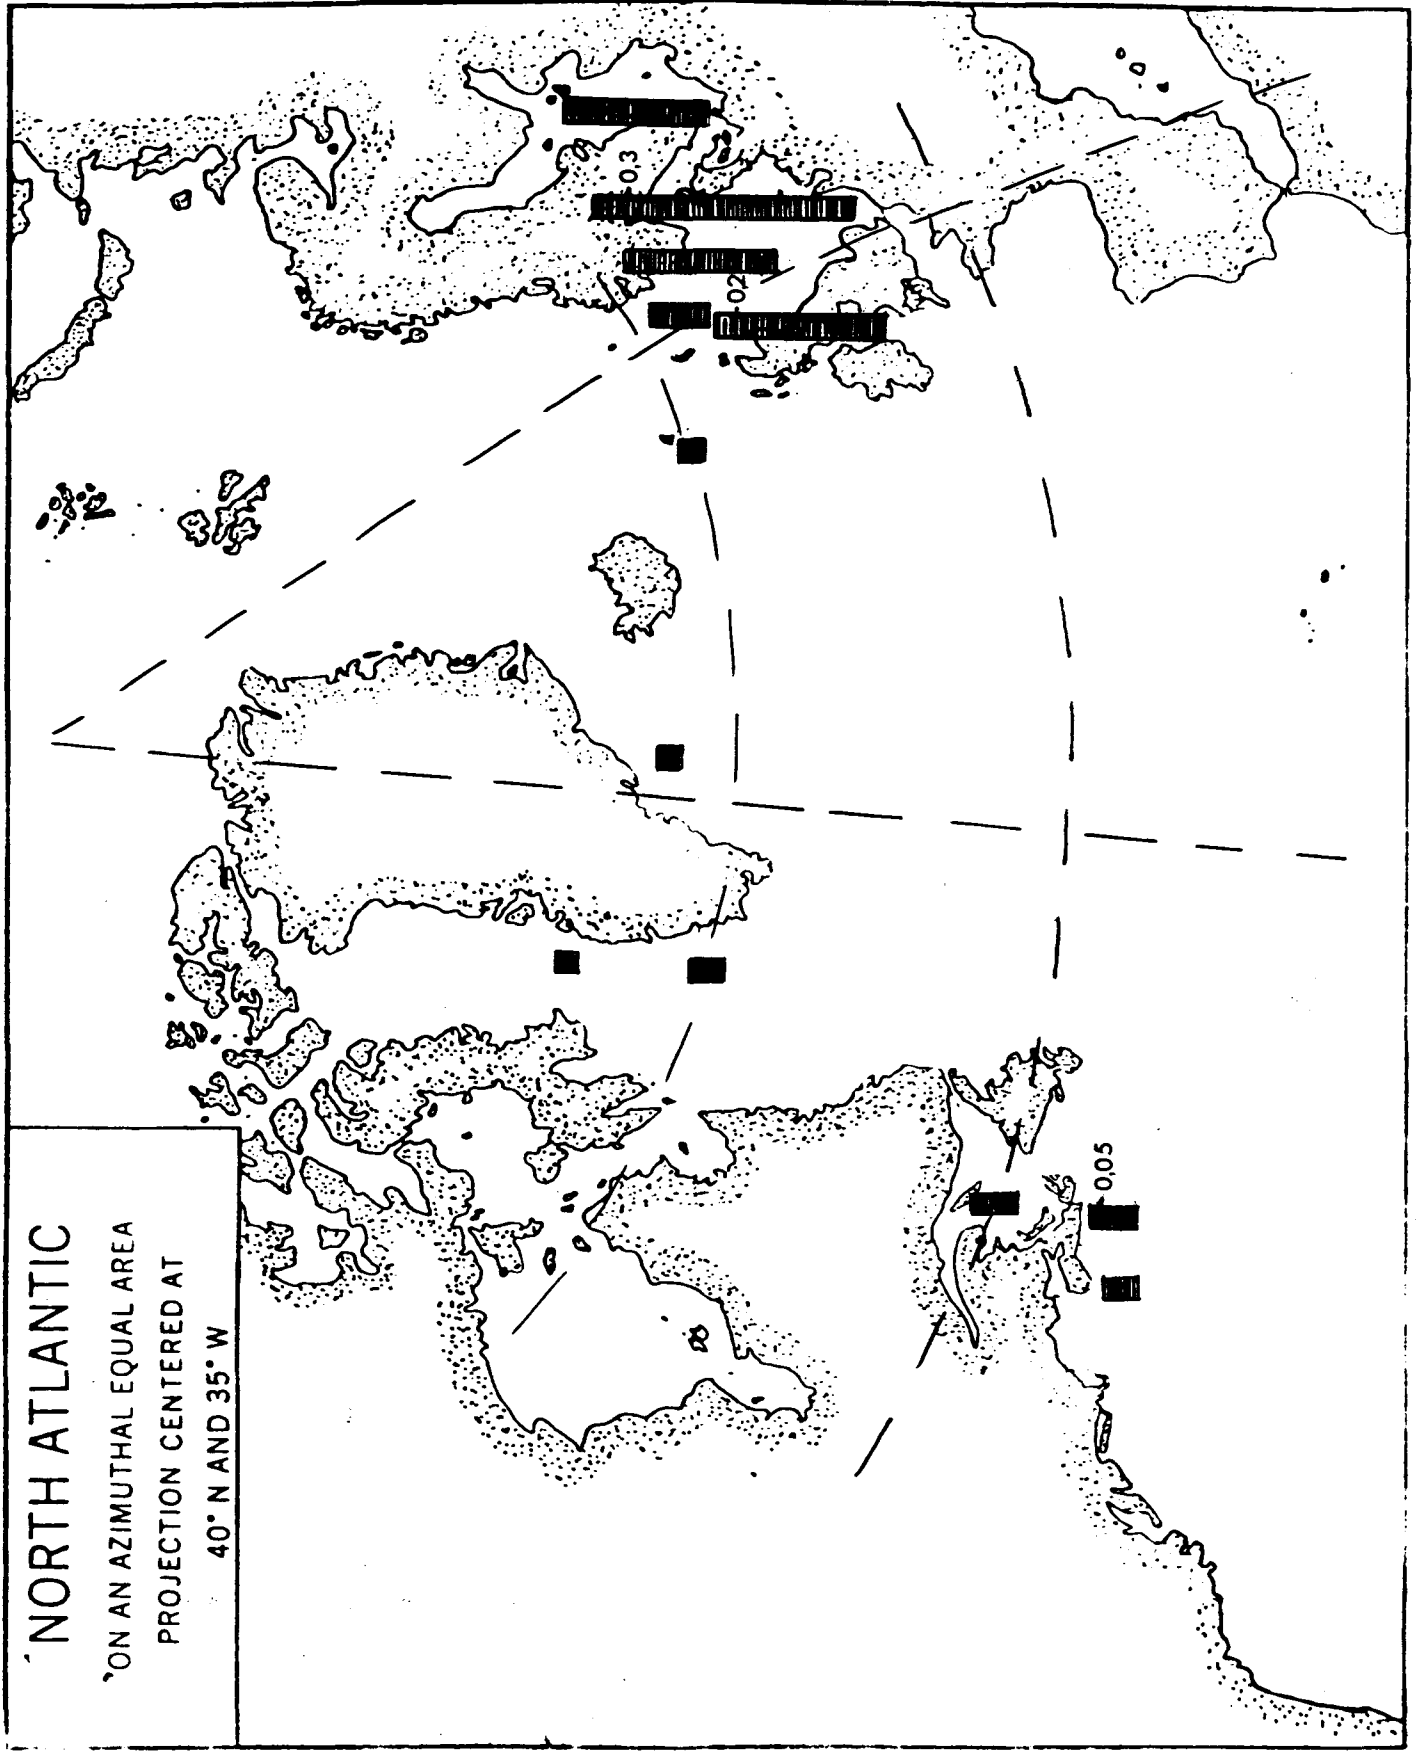 NORTH ATLANTIC
ON AN AZIMUTHAL EQUAL AREA
PROJECTION CENTERED AT
40° N AND 35° W
0.3
0.2
0.05